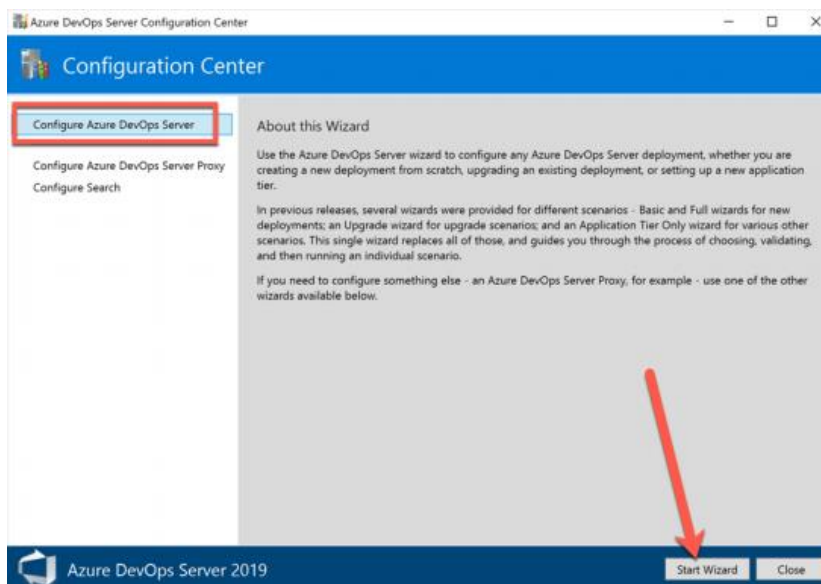 Azure DevOps Server Configuration Center
Configuration Center
Configure Azure DevOps Server
Configure Azure DevOps Server Proxy
Configure Search
About this Wizard
Use the Azure DevOps Server wizard to configure any Azure DevOps Server deployment, whether you are
creating a new deployment from scratch, upgrading an existing deployment, or setting up a new application
tier.
In previous releases, several wizards were provided for different scenarios - Basic and Full wizards for new
deployments; an Upgrade wizard for upgrade scenarios; and an Application Tier Only wizard for various other
scenarios. This single wizard replaces all of those, and guides you through the process of choosing, validating,
and then running an individual scenario.
If you need to configure something else - an Azure DevOps Server Proxy, for example - use one of the other
wizards available below.
Azure DevOps Server 2019
Start Wizard
Close